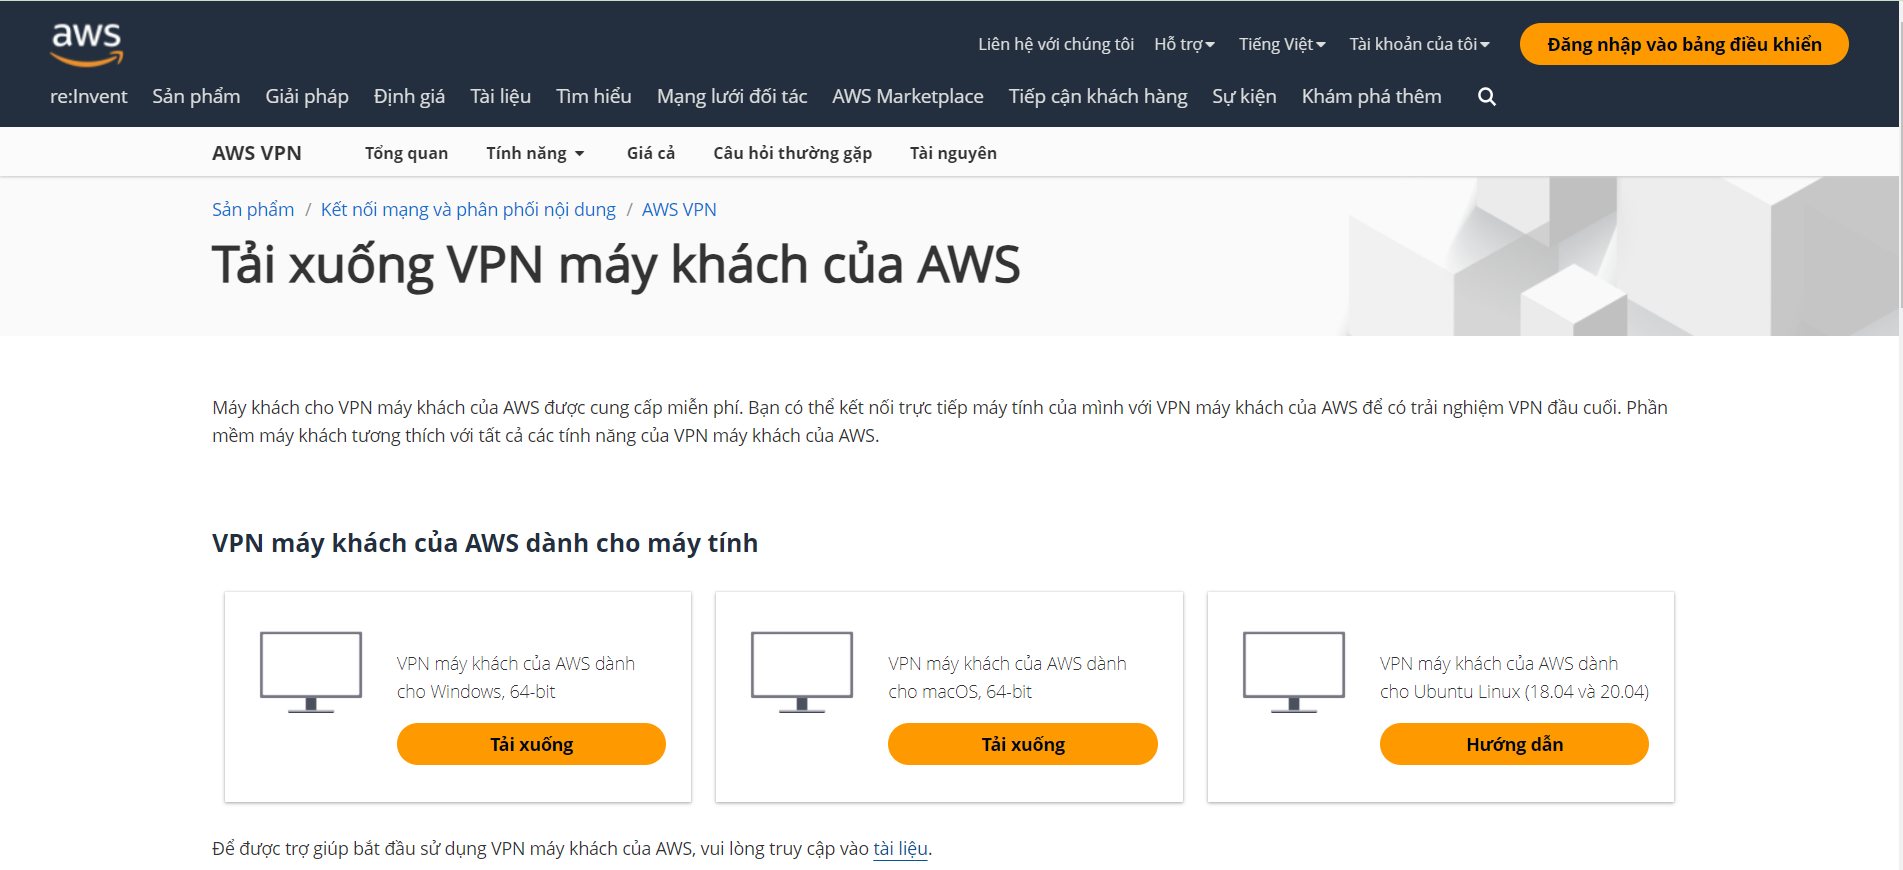 aws
Liên hệ với chúng tôi Hỗ trợ Tiếng Việt Tài khoản của tôi Đăng nhập vào bảng điều khiển
re:Invent Sản phẩm Giải pháp Định giá Tài liệu Tìm hiểu Mạng lưới đối tác AWS Marketplace Tiếp cận khách hàng Sự kiện Khám phá thêm
AWS VPN Tổng quan Tính năng Giá cả Câu hỏi thường gặp Tài nguyên
Sản phẩm / Kết nối mạng và phân phối nội dung / AWS VPN
Tải xuống VPN máy khách của AWS
Máy khách cho VPN máy khách của AWS được cung cấp miễn phí. Bạn có thể kết nối trực tiếp máy tính của mình với VPN máy khách của AWS để có trải nghiệm VPN đầu cuối. Phần
mềm máy khách tương thích với tất cả các tính năng của VPN máy khách của AWS.
VPN máy khách của AWS dành cho máy tính
VPN máy khách của AWS dành
cho Windows, 64-bit
Tải xuống
VPN máy khách của AWS dành
cho macOS, 64-bit
Tải xuống
VPN máy khách của AWS dành
cho Ubuntu Linux (18.04 và 20.04)
Hướng dẫn
Để được trợ giúp bắt đầu sử dụng VPN máy khách của AWS, vui lòng truy cập vào tài liệu.